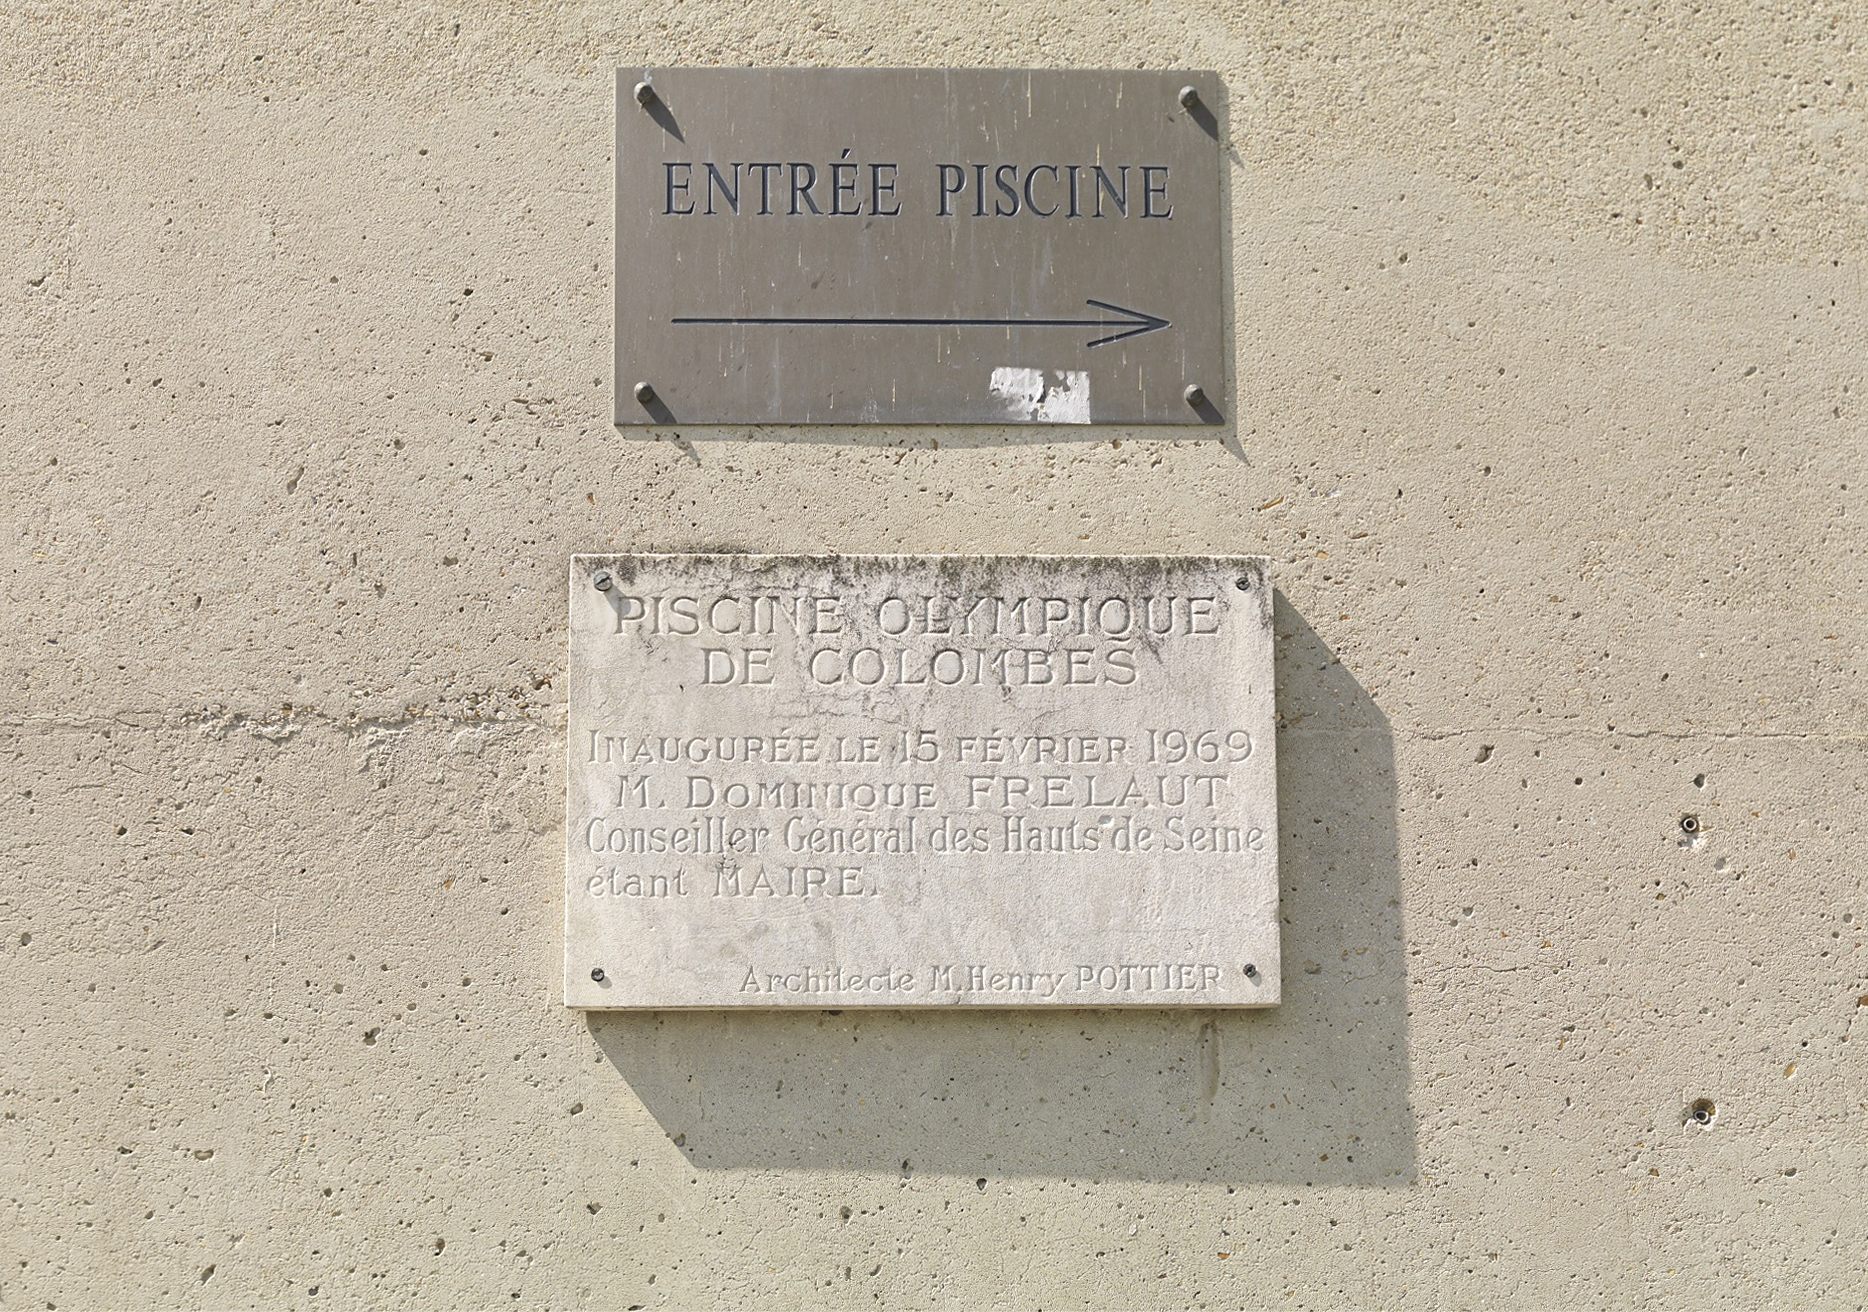 ENTRÉE PISCINE
PISCINE OLYMPIQUE
DE COLOMBES
INAUGURÉE LE 15 FÉVRIER 1969
M. DOMINIQUE FRELAUT
Conseiller Général des Hauts de Seine
étant MAIRE.
Architecte M. Henry POTTIER